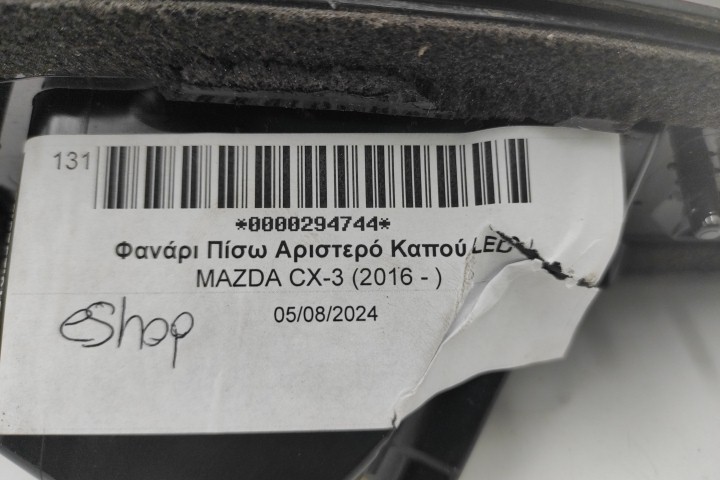 131
*0000294744*
Φανάρι Πίσω Αριστερό Καπού LED
MAZDA CX-3 (2016 - )
05/08/2024
eShop